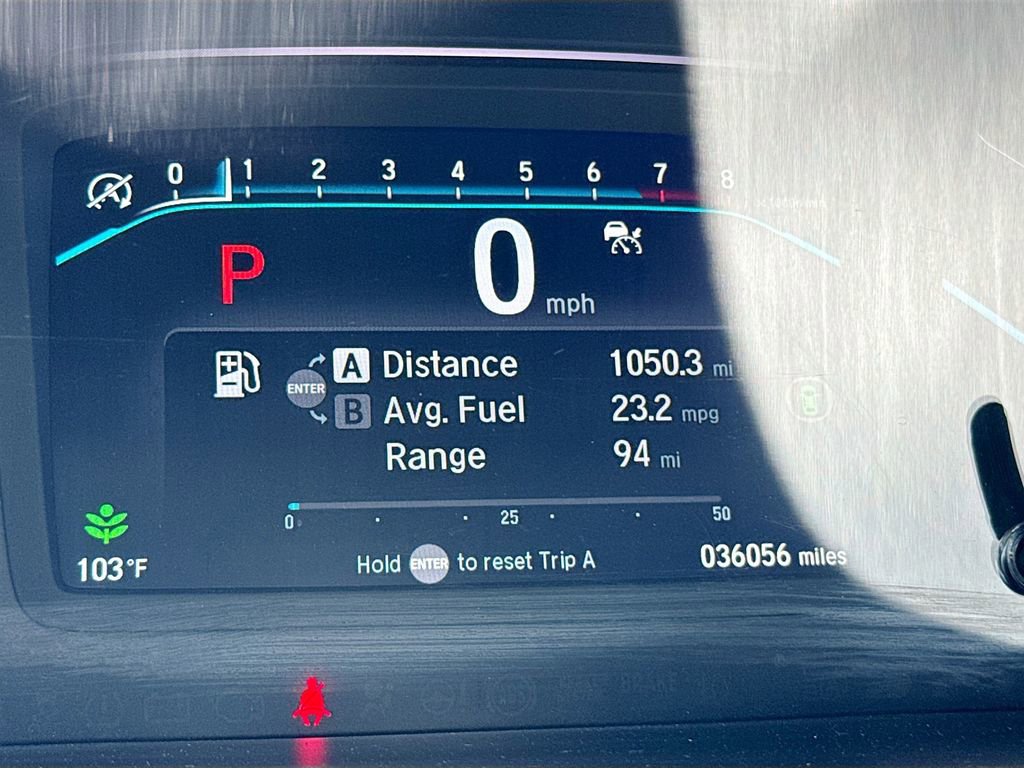 0 1 2 3 4 5 6 7 8
A
P
0 mph
A Distance 1050.3 mi
ENTER
B Avg. Fuel 23.2 mpg
Range 94 mi
0 25 50
Hold ENTER to reset Trip A
036056 miles
103°F